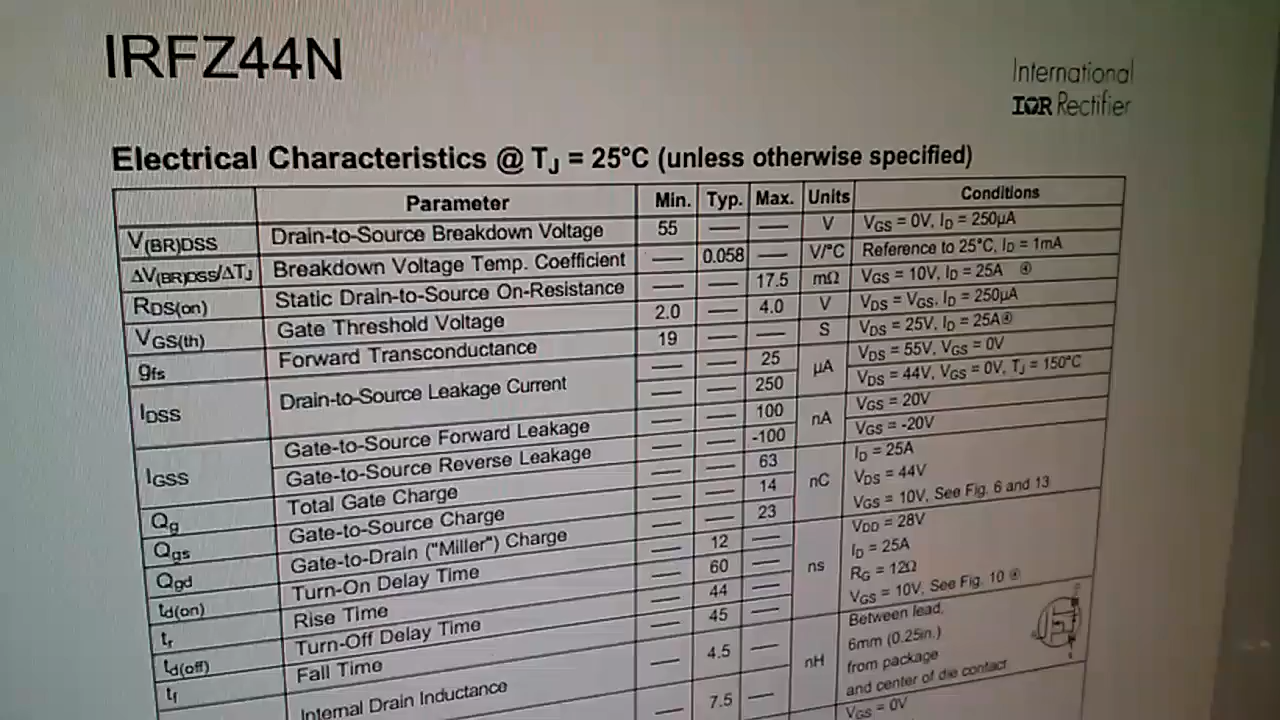 IRFZ44N
International
IOR Rectifier
Electrical Characteristics @ TJ = 25°C (unless otherwise specified)
Parameter Min. Typ. Max. Units Conditions
V(BR)DSS Drain-to-Source Breakdown Voltage 55 — — V VGS = 0V, ID = 250µA
ΔV(BR)DSS/ΔTJ Breakdown Voltage Temp. Coefficient — 0.058 — V/°C Reference to 25°C, ID = 1mA
RDS(on) Static Drain-to-Source On-Resistance — — 17.5 mΩ VGS = 10V, ID = 25A ④
VGS(th) Gate Threshold Voltage 2.0 — 4.0 V VDS = VGS, ID = 250µA
gfs Forward Transconductance 19 — — S VDS = 25V, ID = 25A④
IDSS Drain-to-Source Leakage Current — — 25 µA VDS = 55V, VGS = 0V
— — 250 VDS = 44V, VGS = 0V, TJ = 150°C
IGSS Gate-to-Source Forward Leakage — — 100 nA VGS = 20V
Gate-to-Source Reverse Leakage — — -100 VGS = -20V
Qg Total Gate Charge — — 63 nC ID = 25A
Qgs Gate-to-Source Charge — — 14 VDS = 44V
Qgd Gate-to-Drain ("Miller") Charge — — 23 VGS = 10V, See Fig. 6 and 13
td(on) Turn-On Delay Time — 12 — ns VDD = 28V
tr Rise Time — 60 — ID = 25A
td(off) Turn-Off Delay Time — 44 — RG = 12Ω
tf Fall Time — 45 — VGS = 10V, See Fig. 10 ④
Internal Drain Inductance — 4.5 — nH Between lead,
6mm (0.25in.)
— 7.5 — from package
and center of die contact
VGS = 0V